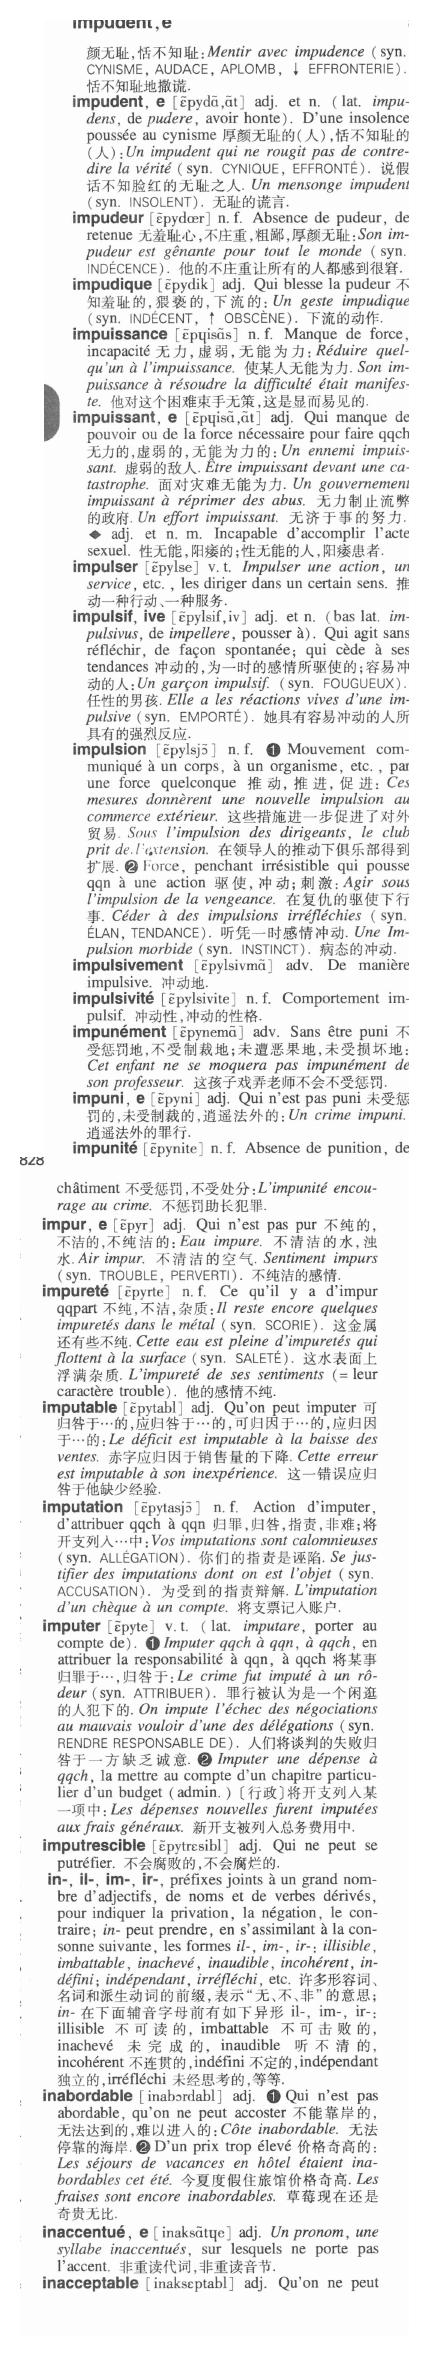 impudent, e
颜无耻,恬不知耻:Mentir avec impudence (syn.
CYNISME, AUDACE, APLOMB, ↓ EFFRONTERIE).
恬不知耻地撒谎.
impudent, e [ɛ̃pydɑ̃,ɑ̃t] adj. et n. (lat. impu-
dens, de pudere, avoir honte). D'une insolence
poussée au cynisme 厚颜无耻的(人),恬不知耻的
(人):Un impudent qui ne rougit pas de contre-
dire la vérité (syn. CYNIQUE, EFFRONTÉ). 说假
话不知脸红的无耻之人. Un mensonge impudent
(syn. INSOLENT). 无耻的谎言.
impudeur [ɛ̃pydœr] n. f. Absence de pudeur, de
retenue 无羞耻心,不庄重,粗鄙,厚颜无耻:Son im-
pudeur est gênante pour tout le monde (syn.
INDÉCENCE). 他的不庄重让所有的人都感到很窘.
impudique [ɛ̃pydik] adj. Qui blesse la pudeur 不
知羞耻的,猥亵的,下流的: Un geste impudique
(syn. INDÉCENT, ↑ OBSCÈNE). 下流的动作.
impuissance [ɛ̃pɥisɑ̃s] n. f. Manque de force,
incapacité 无力,虚弱,无能为力: Réduire quel-
qu'un à l'impuissance. 使某人无能为力. Son im-
puissance à résoudre la difficulté était manifes-
te. 他对这个困难束手无策,这是显而易见的.
impuissant, e [ɛ̃pɥisɑ̃,ɑ̃t] adj. Qui manque de
pouvoir ou de la force nécessaire pour faire qqch
无力的,虚弱的,无能为力的: Un ennemi impuis-
sant. 虚弱的敌人. Être impuissant devant une ca-
tastrophe. 面对灾难无能为力. Un gouvernement
impuissant à réprimer des abus. 无力制止流弊
的政府. Un effort impuissant. 无济于事的努力.
◆ adj. et n. m. Incapable d'accomplir l'acte
sexuel. 性无能,阳痿的;性无能的人,阳痿患者.
impulser [ɛ̃pylse] v. t. Impulser une action, un
service, etc. , les diriger dans un certain sens. 推
动一种行动、一种服务.
impulsif, ive [ɛ̃pylsif,iv] adj. et n. (bas lat. im-
pulsivus, de impellere, pousser à). Qui agit sans
réfléchir, de façon spontanée; qui cède à ses
tendances 冲动的,为一时的感情所驱使的;容易冲
动的人:Un garçon impulsif. (syn. FOUGUEUX).
任性的男孩. Elle a les réactions vives d'une im-
pulsive (syn. EMPORTÉ). 她具有容易冲动的人所
具有的强烈反应.
impulsion [ɛ̃pylsjɔ̃] n. f. ❶ Mouvement com-
muniqué à un corps, à un organisme, etc. , par
une force quelconque 推动,推进,促进: Ces
mesures donnèrent une nouvelle impulsion au
commerce extérieur. 这些措施进一步促进了对外
贸易. Sous l'impulsion des dirigeants, le club
prit de l'extension. 在领导人的推动下俱乐部得到
扩展. ❷ Force, penchant irrésistible qui pousse
qqn à une action 驱使,冲动;刺激: Agir sous
l'impulsion de la vengeance. 在复仇的驱使下行
事. Céder à des impulsions irréfléchies (syn.
ÉLAN, TENDANCE). 听凭一时感情冲动. Une Im-
pulsion morbide (syn. INSTINCT). 病态的冲动.
impulsivement [ɛ̃pylsivmɑ̃] adv. De manière
impulsive. 冲动地.
impulsivité [ɛ̃pylsivite] n. f. Comportement im-
pulsif. 冲动性,冲动的性格.
impunément [ɛ̃pynemɑ̃] adv. Sans être puni 不
受惩罚地,不受制裁地;未遭恶果地,未受损坏地:
Cet enfant ne se moquera pas impunément de
son professeur. 这孩子戏弄老师不会不受惩罚.
impuni, e [ɛ̃pyni] adj. Qui n'est pas puni 未受惩
罚的,未受制裁的,逍遥法外的: Un crime impuni.
逍遥法外的罪行.
impunité [ɛ̃pynite] n. f. Absence de punition, de
828
châtiment 不受惩罚,不受处分:L'impunité encou-
rage au crime. 不惩罚助长犯罪.
impur, e [ɛ̃pyr] adj. Qui n'est pas pur 不纯的,
不洁的,不纯洁的: Eau impure. 不清洁的水,浊
水. Air impur. 不清洁的空气. Sentiment impurs
(syn. TROUBLE, PERVERTI). 不纯洁的感情.
impureté [ɛ̃pyrte] n. f. Ce qu'il y a d'impur
qqpart 不纯,不洁,杂质: Il reste encore quelques
impuretés dans le métal (syn. SCORIE). 这金属
还有些不纯. Cette eau est pleine d'impuretés qui
flottent à la surface (syn. SALETÉ). 这水表面上
浮满杂质. L'impureté de ses sentiments (= leur
caractère trouble). 他的感情不纯.
imputable [ɛ̃pytabl] adj. Qu'on peut imputer 可
归咎于…的,应归咎于…的,可归因于…的,应归因
于…的: Le déficit est imputable à la baisse des
ventes. 赤字应归因于销售量的下降. Cette erreur
est imputable à son inexpérience. 这一错误应归
咎于他缺少经验.
imputation [ɛ̃pytasjɔ̃] n. f. Action d'imputer,
d'attribuer qqch à qqn 归罪,归咎,指责,非难;将
开支列入…中: Vos imputations sont calomnieuses
(syn. ALLÉGATION). 你们的指责是诬陷. Se jus-
tifier des imputations dont on est l'objet (syn.
ACCUSATION). 为受到的指责辩解. L'imputation
d'un chèque à un compte. 将支票记入账户.
imputer [ɛ̃pyte] v. t. (lat. imputare, porter au
compte de). ❶ Imputer qqch à qqn, à qqch, en
attribuer la responsabilité à qqn, à qqch 将某事
归罪于…,归咎于: Le crime fut imputé à un rô-
deur (syn. ATTRIBUER). 罪行被认为是一个闲逛
的人犯下的. On impute l'échec des négociations
au mauvais vouloir d'une des délégations (syn.
RENDRE RESPONSABLE DE). 人们将谈判的失败归
咎于一方缺乏诚意. ❷ Imputer une dépense à
qqch, la mettre au compte d'un chapitre particu-
lier d'un budget (admin. ) [行政]将开支列入某
一项中: Les dépenses nouvelles furent imputées
aux frais généraux. 新开支被列入总务费用中.
imputrescible [ɛ̃pytrɛsibl] adj. Qui ne peut se
putréfier. 不会腐败的,不会腐烂的.
in-, il-, im-, ir-, préfixes joints à un grand nom-
bre d'adjectifs, de noms et de verbes dérivés,
pour indiquer la privation, la négation, le con-
traire; in- peut prendre, en s'assimilant à la con-
sonne suivante, les formes il-, im-, ir-: illisible,
imbattable, inachevé, inaudible, incohérent, in-
défini; indépendant, irréfléchi, etc. 许多形容词、
名词和派生动词的前缀,表示“无、不、非”的意思;
in- 在下面辅音字母前有如下异形 il-, im-, ir-:
illisible 不可读的, imbattable 不可击败的,
inachevé 未完成的, inaudible 听不清的,
incohérent 不连贯的,indéfini 不定的,indépendant
独立的,irréfléchi 未经思考的,等等.
inabordable [inabɔrdabl] adj. ❶ Qui n'est pas
abordable, qu'on ne peut accoster 不能靠岸的,
无法达到的,难以进人的: Côte inabordable. 无法
停靠的海岸. ❷ D'un prix trop élevé 价格奇高的:
Les séjours de vacances en hôtel étaient ina-
bordables cet été. 今夏度假住旅馆价格奇高. Les
fraises sont encore inabordables. 草莓现在还是
奇贵无比.
inaccentué, e [inaksɑ̃tɥe] adj. Un pronom, une
syllabe inaccentués, sur lesquels ne porte pas
l'accent. 非重读代词,非重读音节.
inacceptable [inaksɛptabl] adj. Qu'on ne peut